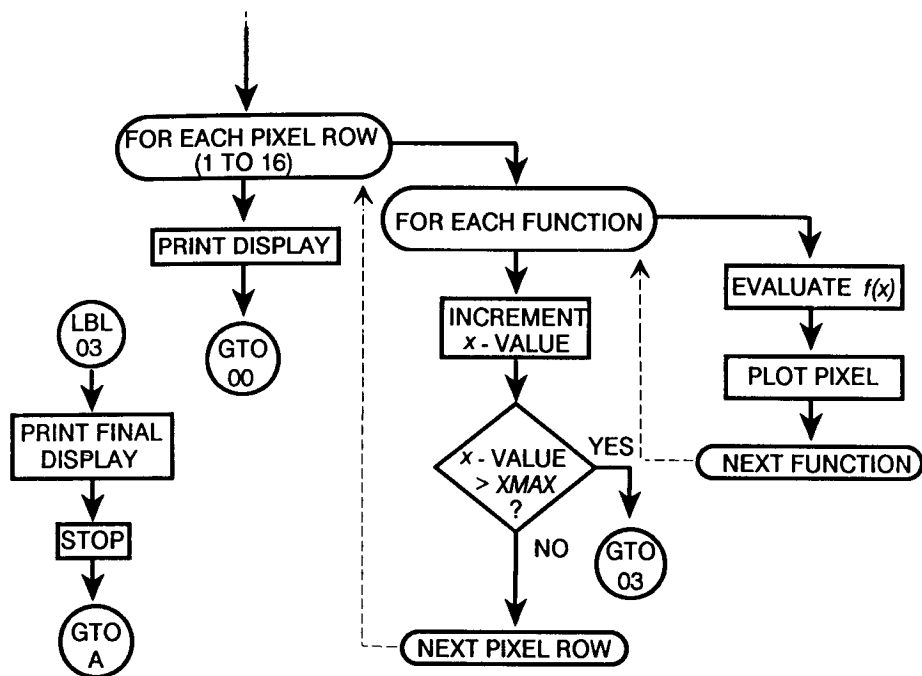 FOR EACH PIXEL ROW
(1 TO 16)
PRINT DISPLAY
GTO
00
LBL
03
PRINT FINAL
DISPLAY
STOP
GTO
A
FOR EACH FUNCTION
INCREMENT
x - VALUE
x - VALUE
> XMAX
?
YES
NO
GTO
03
NEXT PIXEL ROW
EVALUATE f(x)
PLOT PIXEL
NEXT FUNCTION